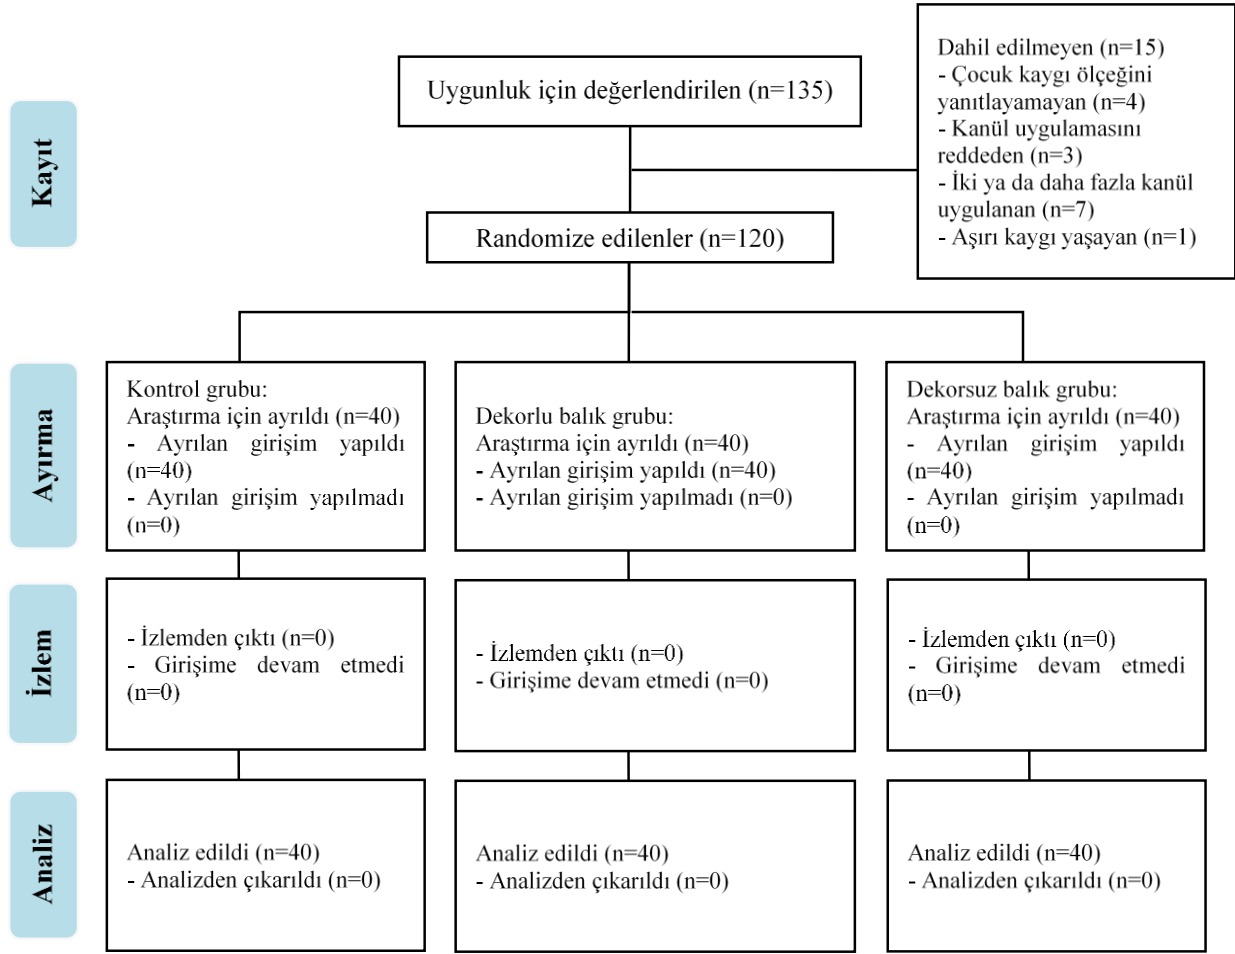 Kayıt
Uygunluk için değerlendirilen (n=135)
Dahil edilmeyen (n=15)
- Çocuk kaygı ölçeğini
yanıtlayamayan (n=4)
- Kanül uygulamasını
reddeden (n=3)
- İki ya da daha fazla kanül
uygulanan (n=7)
- Aşırı kaygı yaşayan (n=1)
Randomize edilenler (n=120)
Ayırma
Kontrol grubu:
Araştırma için ayrıldı (n=40)
- Ayrılan girişim yapıldı
(n=40)
- Ayrılan girişim yapılmadı
(n=0)
Dekorlu balık grubu:
Araştırma için ayrıldı (n=40)
- Ayrılan girişim yapıldı (n=40)
- Ayrılan girişim yapılmadı (n=0)
Dekorsuz balık grubu:
Araştırma için ayrıldı (n=40)
- Ayrılan girişim yapıldı
(n=40)
- Ayrılan girişim yapılmadı
(n=0)
İzlem
- İzlemden çıktı (n=0)
- Girişime devam etmedi
(n=0)
- İzlemden çıktı (n=0)
- Girişime devam etmedi (n=0)
- İzlemden çıktı (n=0)
- Girişime devam etmedi
(n=0)
Analiz
Analiz edildi (n=40)
- Analizden çıkarıldı (n=0)
Analiz edildi (n=40)
- Analizden çıkarıldı (n=0)
Analiz edildi (n=40)
- Analizden çıkarıldı (n=0)